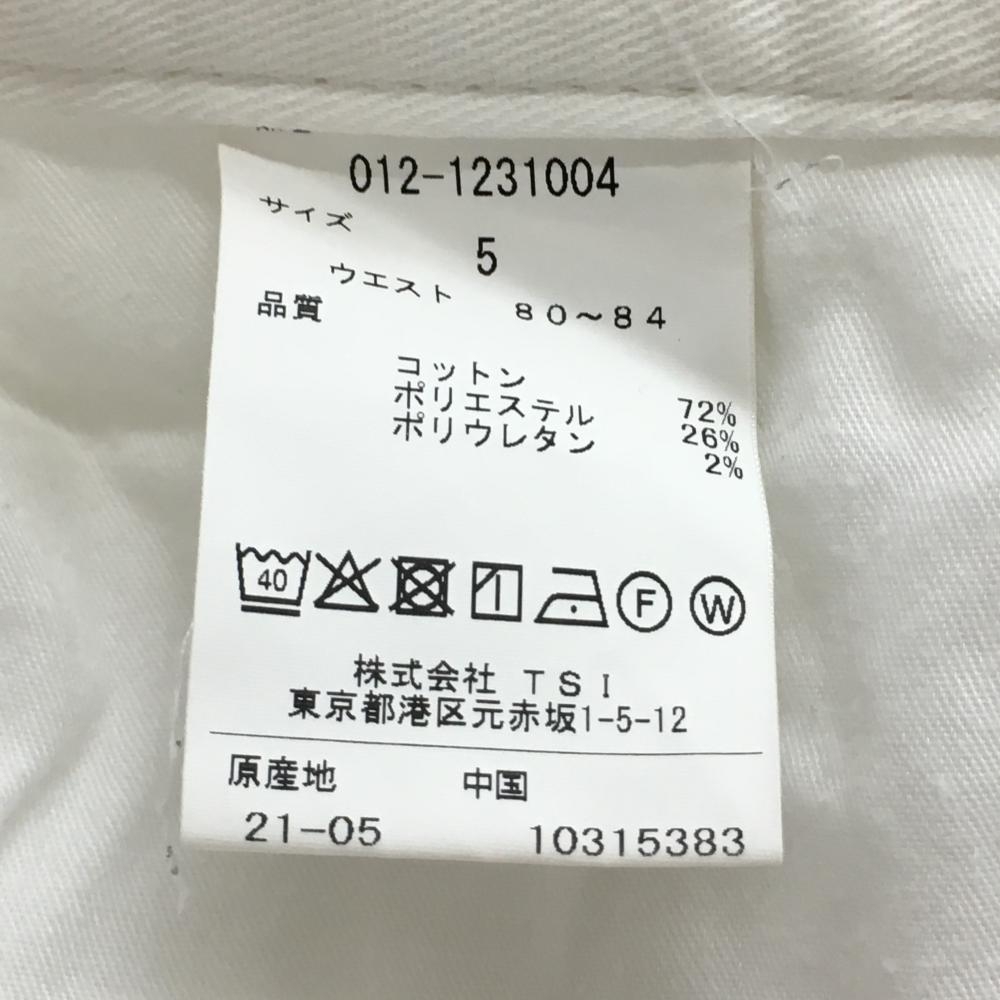 012-1231004
サイズ
5
ウエスト 80~84
品質
コットン 72%
ポリエステル 26%
ポリウレタン 2%
40 F W
株式会社 TSI
東京都港区元赤坂1-5-12
原産地 中国
21-05 10315383